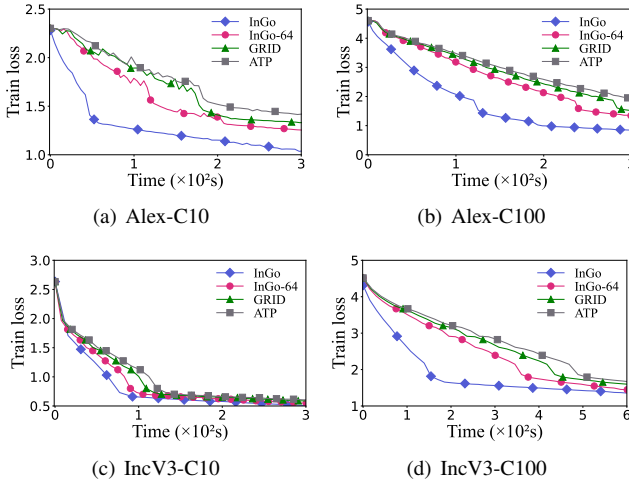 2.5
2.0
1.5
1.0
Train loss
0 1 2 3
Time (×10²s)
InGo
InGo-64
GRID
ATP
(a) Alex-C10
5
4
3
2
1
0
Train loss
0 1 2 3
Time (×10²s)
InGo
InGo-64
GRID
ATP
(b) Alex-C100
3.0
2.5
2.0
1.5
1.0
0.5
Train loss
0 1 2 3
Time (×10²s)
InGo
InGo-64
GRID
ATP
(c) IncV3-C10
5
4
3
2
1
Train loss
0 1 2 3 4 5 6
Time (×10²s)
InGo
InGo-64
GRID
ATP
(d) IncV3-C100